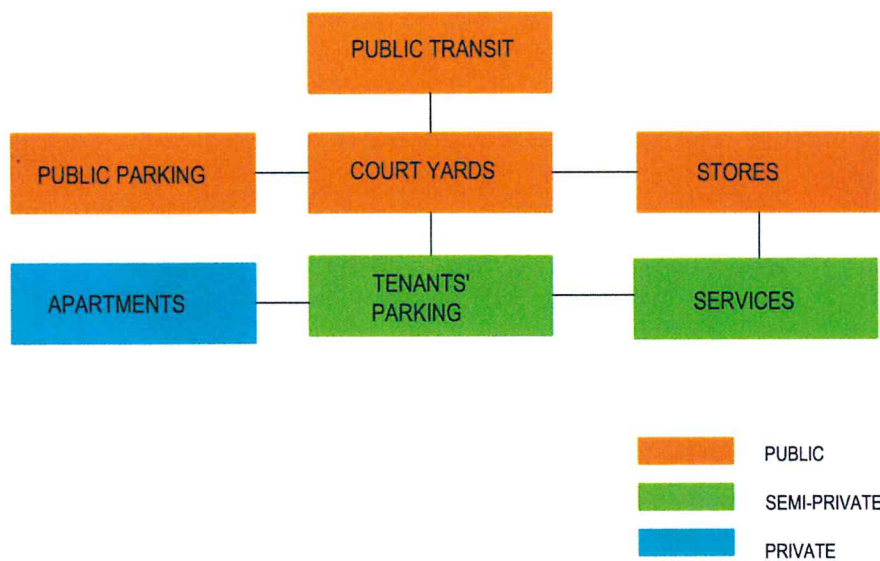 PUBLIC TRANSIT
PUBLIC PARKING
COURT YARDS
STORES
APARTMENTS
TENANTS'
PARKING
SERVICES
PUBLIC
SEMI-PRIVATE
PRIVATE